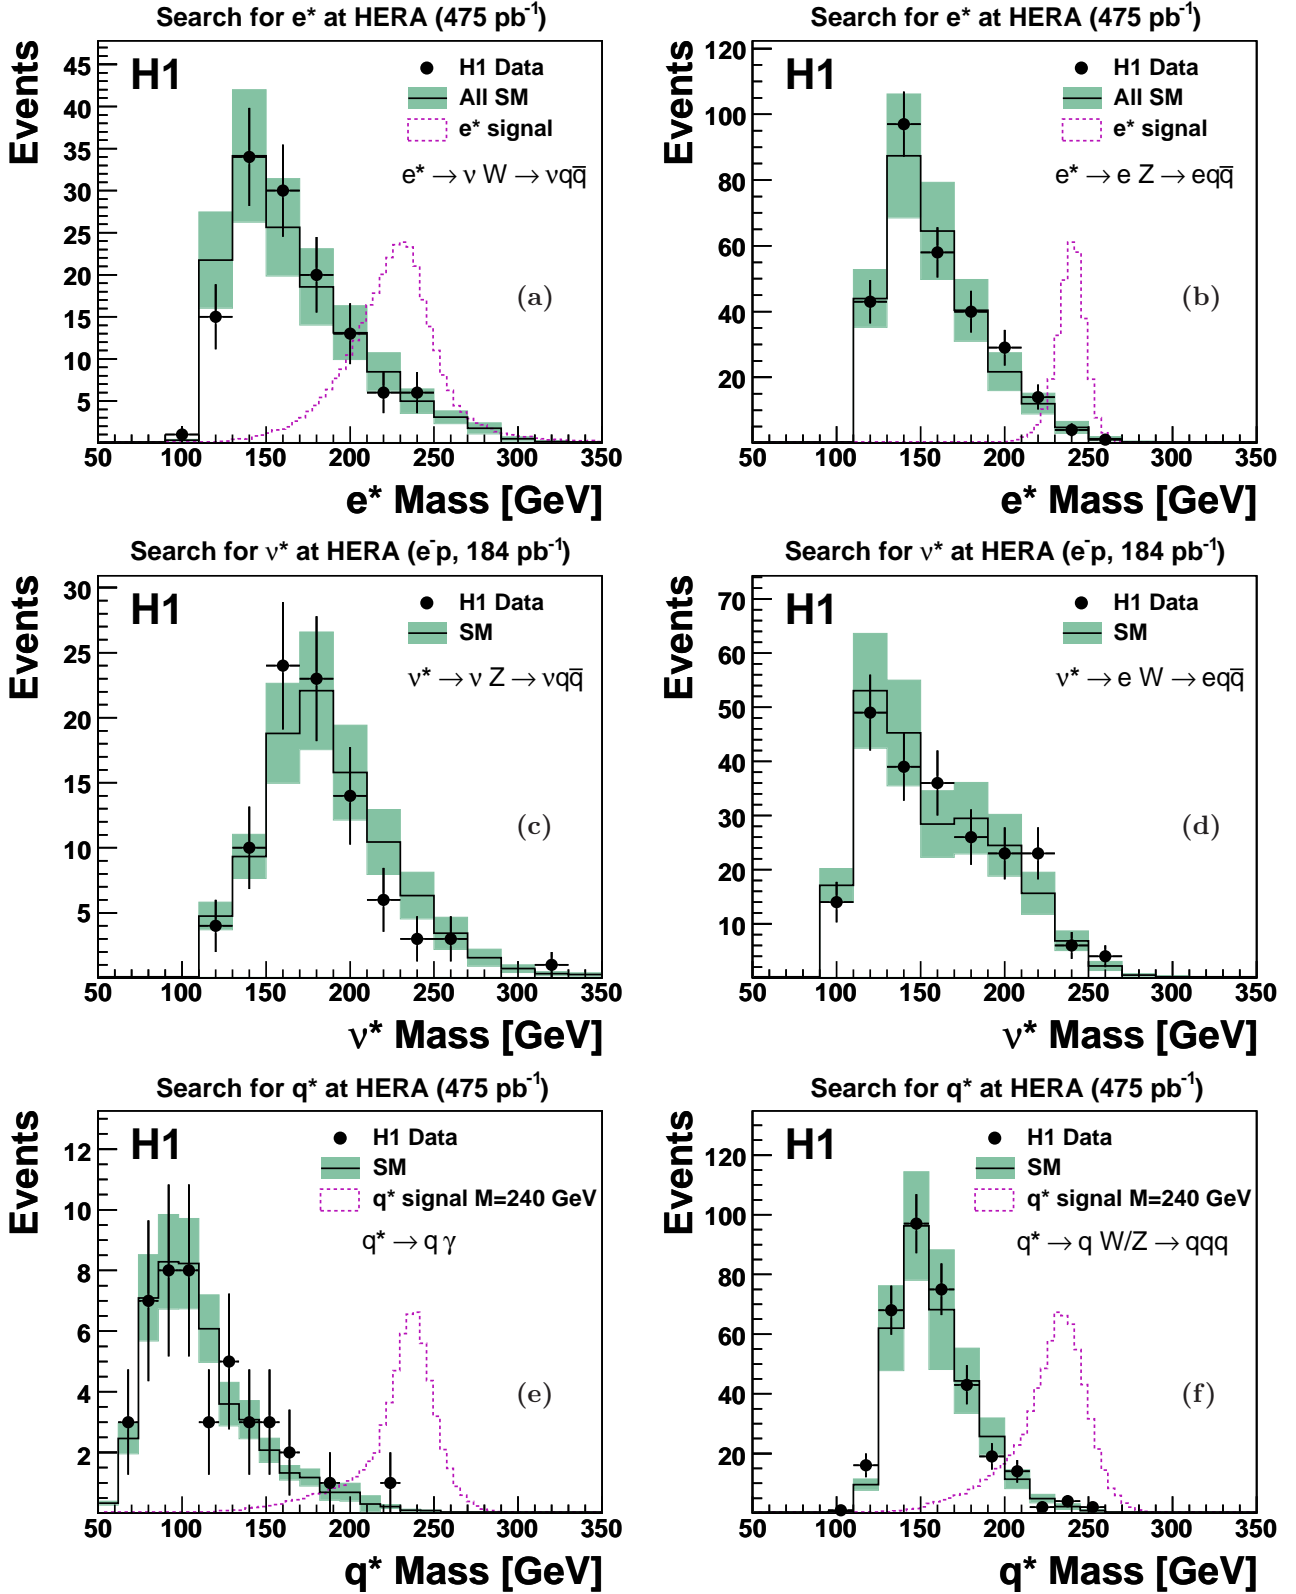 Search for e* at HERA (475 pb-1)
Events
45
40
35
30
25
20
15
10
5
H1
H1 Data
All SM
e* signal
e* → ν W → νqq̅
(a)
50 100 150 200 250 300 350
e* Mass [GeV]
Search for e* at HERA (475 pb-1)
Events
120
100
80
60
40
20
H1
H1 Data
All SM
e* signal
e* → e Z → eqq̅
(b)
50 100 150 200 250 300 350
e* Mass [GeV]
Search for ν* at HERA (e-p, 184 pb-1)
Events
30
25
20
15
10
5
H1
H1 Data
SM
ν* → ν Z → νqq̅
(c)
50 100 150 200 250 300 350
ν* Mass [GeV]
Search for ν* at HERA (e-p, 184 pb-1)
Events
70
60
50
40
30
20
10
H1
H1 Data
SM
ν* → e W → eqq̅
(d)
50 100 150 200 250 300 350
ν* Mass [GeV]
Search for q* at HERA (475 pb-1)
Events
12
10
8
6
4
2
H1
H1 Data
SM
q* signal M=240 GeV
q* → q γ
(e)
50 100 150 200 250 300 350
q* Mass [GeV]
Search for q* at HERA (475 pb-1)
Events
120
100
80
60
40
20
H1
H1 Data
SM
q* signal M=240 GeV
q* → q W/Z → qqq
(f)
50 100 150 200 250 300 350
q* Mass [GeV]